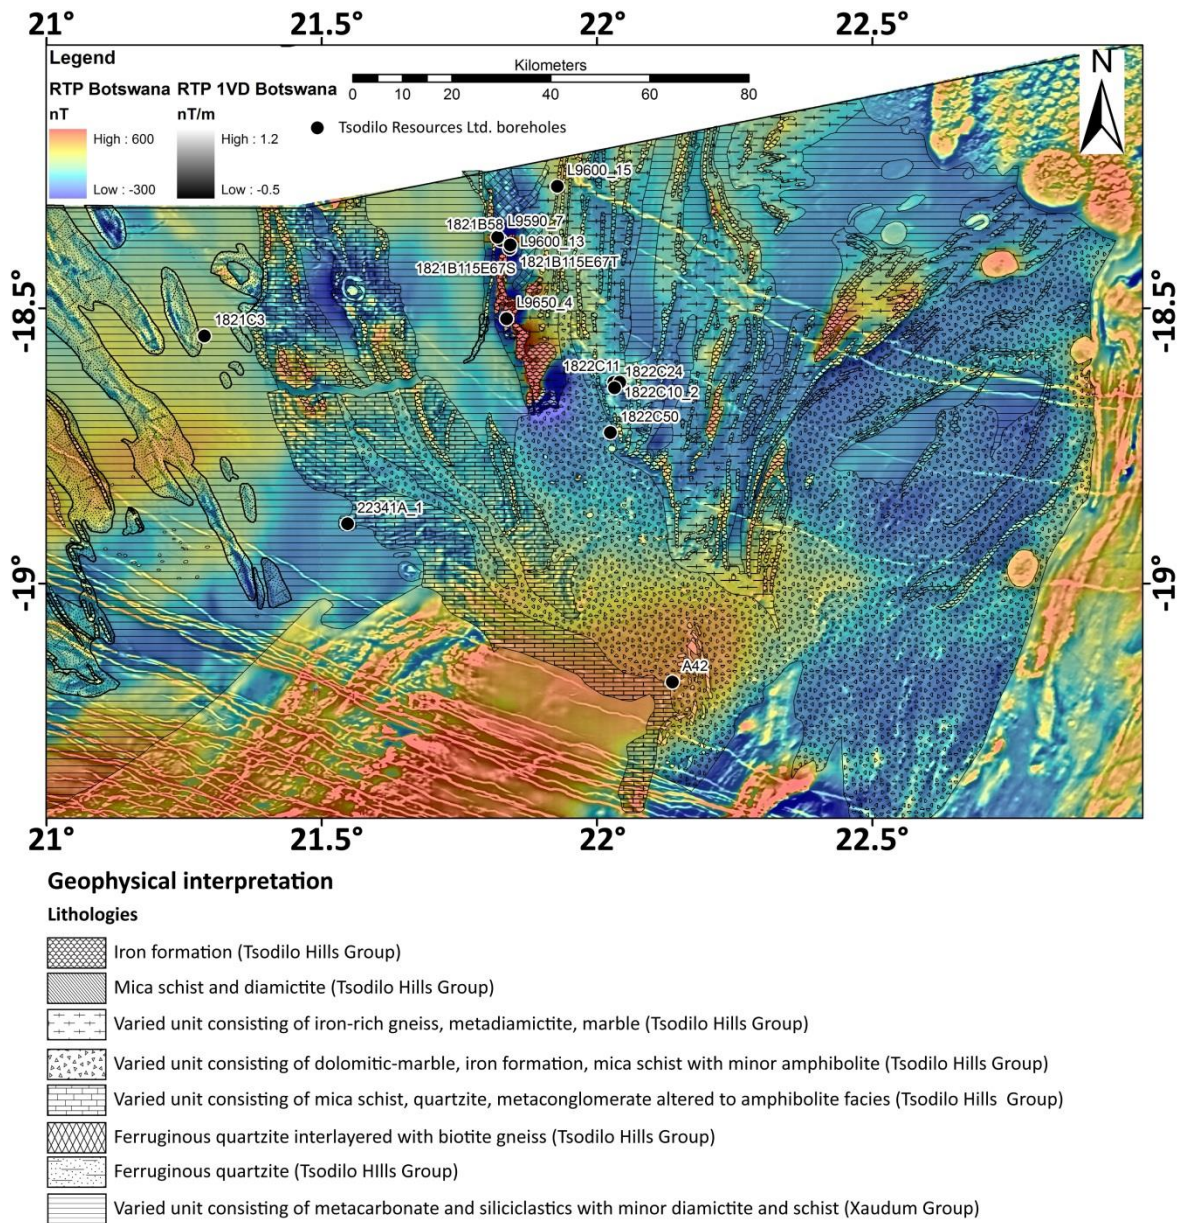 21° 21.5° 22° 22.5°
Legend
RTP Botswana RTP 1VD Botswana
nT nT/m
High : 600 High : 1.2
Low : -300 Low : -0.5
Kilometers
0 10 20 40 60 80
Tsodilo Resources Ltd. boreholes
N
L9600_15
1821B58 L9590_7
L9600_13
1821B115E67S 1821B115E67T
L9650_4
1821C3
-18.5° -18.5°
1822C11 1822C24
1822C10_2
1822C50
22341A_1
-19° -19°
A42
21° 21.5° 22° 22.5°
Geophysical interpretation
Lithologies
Iron formation (Tsodilo Hills Group)
Mica schist and diamictite (Tsodilo Hills Group)
Varied unit consisting of iron-rich gneiss, metadiamictite, marble (Tsodilo Hills Group)
Varied unit consisting of dolomitic-marble, iron formation, mica schist with minor amphibolite (Tsodilo Hills Group)
Varied unit consisting of mica schist, quartzite, metaconglomerate altered to amphibolite facies (Tsodilo Hills Group)
Ferruginous quartzite interlayered with biotite gneiss (Tsodilo Hills Group)
Ferruginous quartzite (Tsodilo HIlls Group)
Varied unit consisting of metacarbonate and siliciclastics with minor diamictite and schist (Xaudum Group)